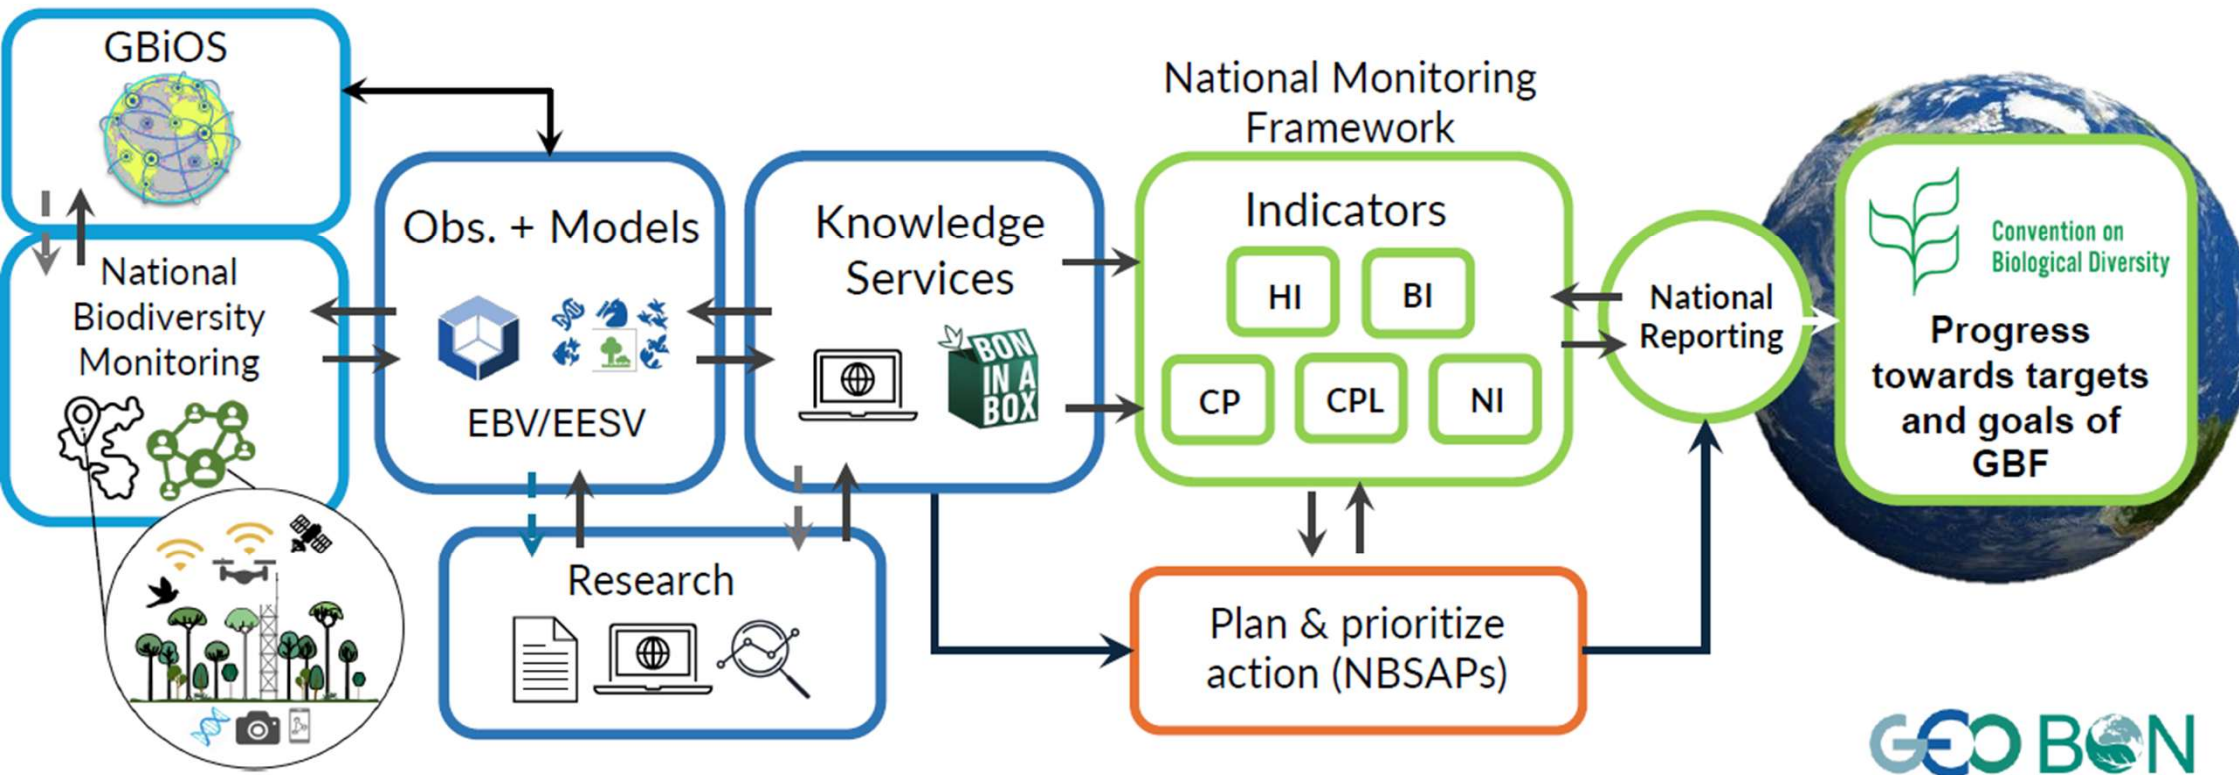 GBiOS
National
Biodiversity
Monitoring
Obs. + Models
EBV/EESV
Knowledge
Services
BON
IN A
BOX
Research
National Monitoring
Framework
Indicators
HI
BI
CP
CPL
NI
Plan & prioritize
action (NBSAPs)
National
Reporting
Convention on
Biological Diversity
Progress
towards targets
and goals of
GBF
GEO BON